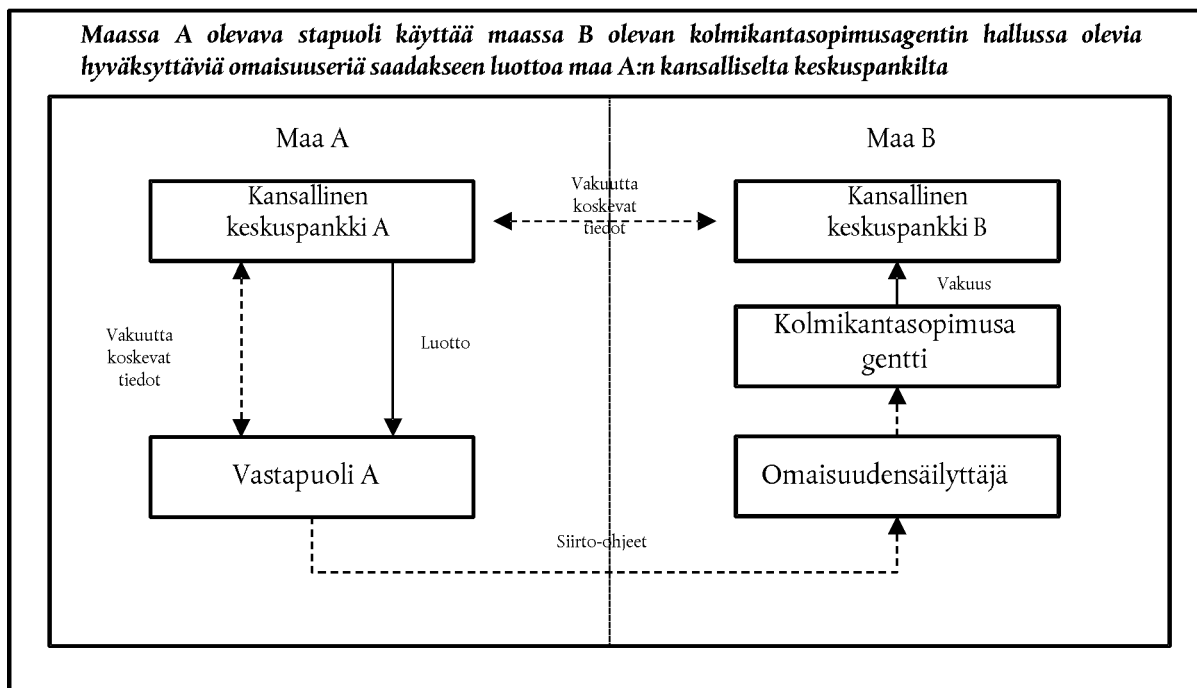 Maassa A olevava stapuoli käyttää maassa B olevan kolmikantasopimusagentin hallussa olevia
hyväksyttäviä omaisuuseriä saadakseen luottoa maa A:n kansalliselta keskuspankilta
Maa A
Maa B
Kansallinen
keskuspankki A
Vakuutta
koskevat
tiedot
Kansallinen
keskuspankki B
Vakuus
Vakuutta
koskevat
tiedot
Luotto
Kolmikantasopimusa
gentti
Vastapuoli A
Omaisuudensäilyttäjä
Siirto-ohjeet